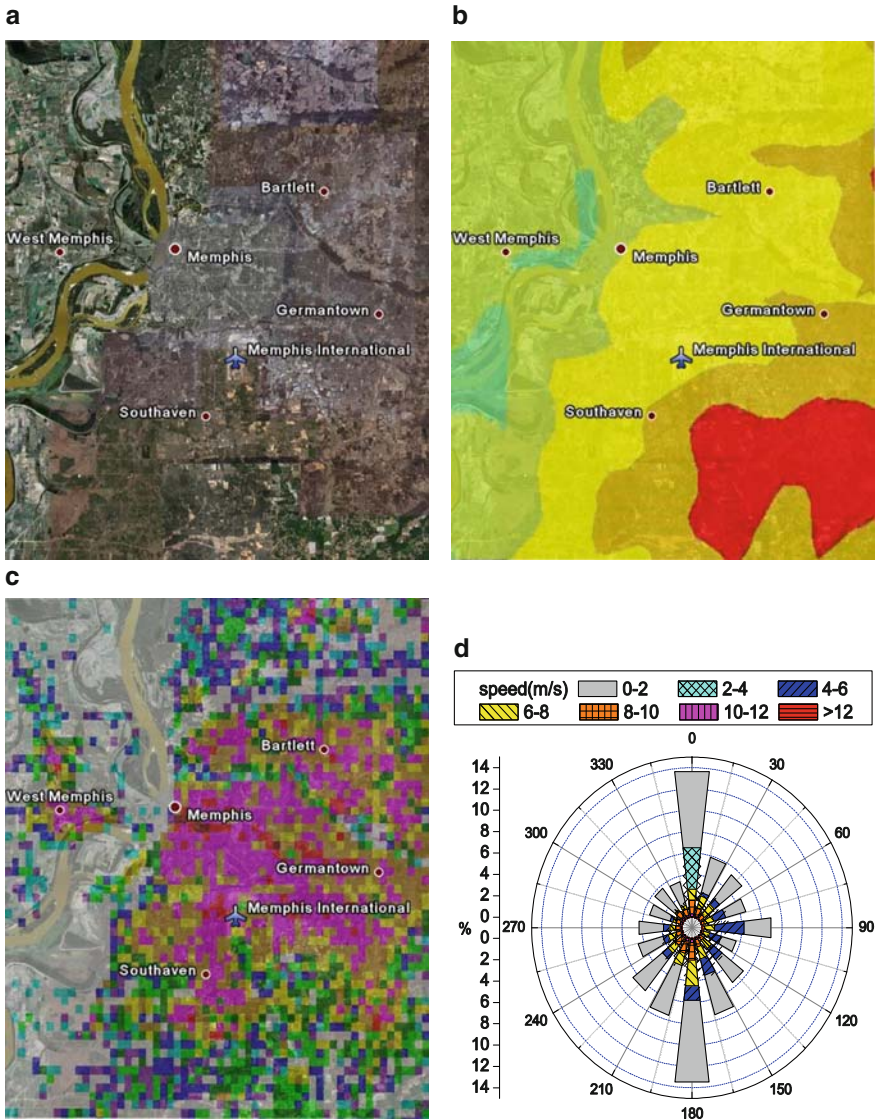 a
b
Bartlett
West Memphis
Memphis
Germantown
Memphis International
Southaven
Bartlett
West Memphis
Memphis
Germantown
Memphis International
Southaven
c
Bartlett
West Memphis
Memphis
Germantown
Memphis International
Southaven
d
speed(m/s) 0-2 2-4 4-6
6-8 8-10 10-12 >12
0
30
60
90
120
150
180
210
240
270
300
330
%
14
12
10
8
6
4
2
0
0
2
4
6
8
10
12
14